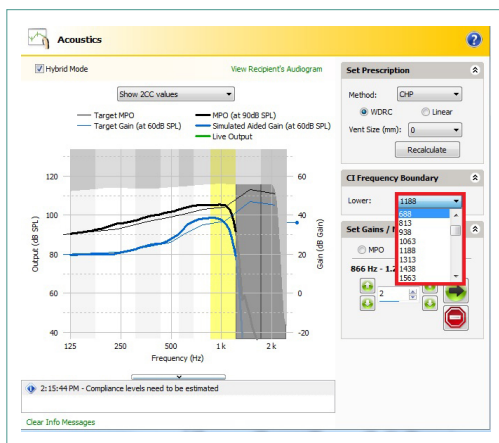 Acoustics
Hybrid Mode
View Recipient's Audiogram
Show 2CC values
Target MPO
MPO (at 90dB SPL)
Target Gain (at 60dB SPL)
Simulated Aided Gain (at 60dB SPL)
Live Output
120
100
80
60
40
Output (dB SPL)
60
40
20
0
-20
Gain (dB Gain)
125
250
500
1 k
2 k
Frequency (Hz)
2:15:44 PM - Compliance levels need to be estimated
Clear Info Messages
Set Prescription
Method: CHP
WDRC Linear
Vent Size (mm): 0
Recalculate
CI Frequency Boundary
Lower: 1188
688
813
938
1063
1188
1313
1438
1563
Set Gains / 
MPO
866 Hz - 1.2
2